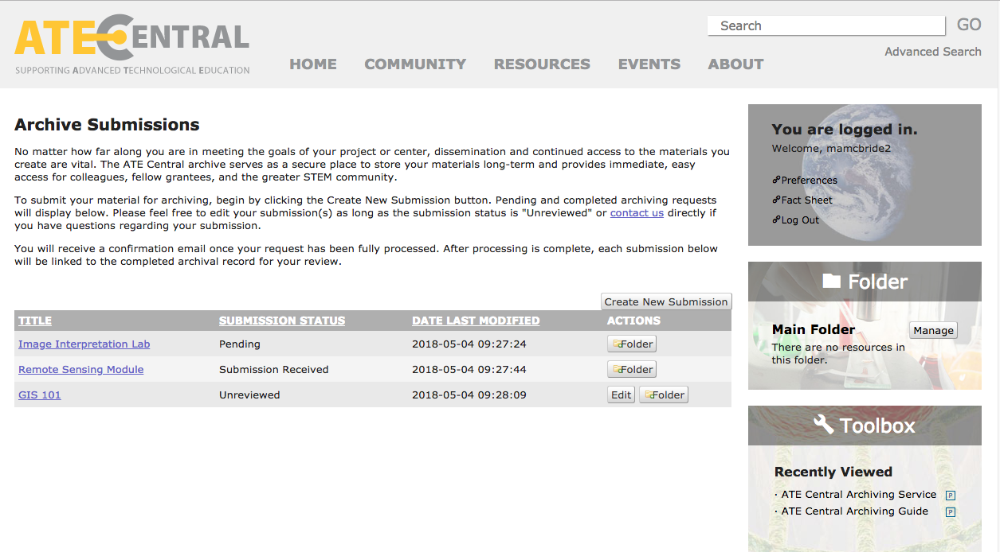 ATE CENTRAL
SUPPORTING ADVANCED TECHNOLOGICAL EDUCATION
Search
GO
Advanced Search
HOME COMMUNITY RESOURCES EVENTS ABOUT
Archive Submissions
No matter how far along you are in meeting the goals of your project or center, dissemination and continued access to the materials you
create are vital. The ATE Central archive serves as a secure place to store your materials long-term and provides immediate, easy
access for colleagues, fellow grantees, and the greater STEM community.
To submit your material for archiving, begin by clicking the Create New Submission button. Pending and completed archiving requests
will display below. Please feel free to edit your submission(s) as long as the submission status is "Unreviewed" or contact us directly if
you have questions regarding your submission.
You will receive a confirmation email once your request has been fully processed. After processing is complete, each submission below
will be linked to the completed archival record for your review.
Create New Submission
TITLE SUBMISSION STATUS DATE LAST MODIFIED ACTIONS
Image Interpretation Lab Pending 2018-05-04 09:27:24 Folder
Remote Sensing Module Submission Received 2018-05-04 09:27:44 Folder
GIS 101 Unreviewed 2018-05-04 09:28:09 Edit Folder
You are logged in.
Welcome, mamcbride2
Preferences
Fact Sheet
Log Out
Folder
Main Folder Manage
There are no resources in
this folder.
Toolbox
Recently Viewed
· ATE Central Archiving Service P
· ATE Central Archiving Guide P